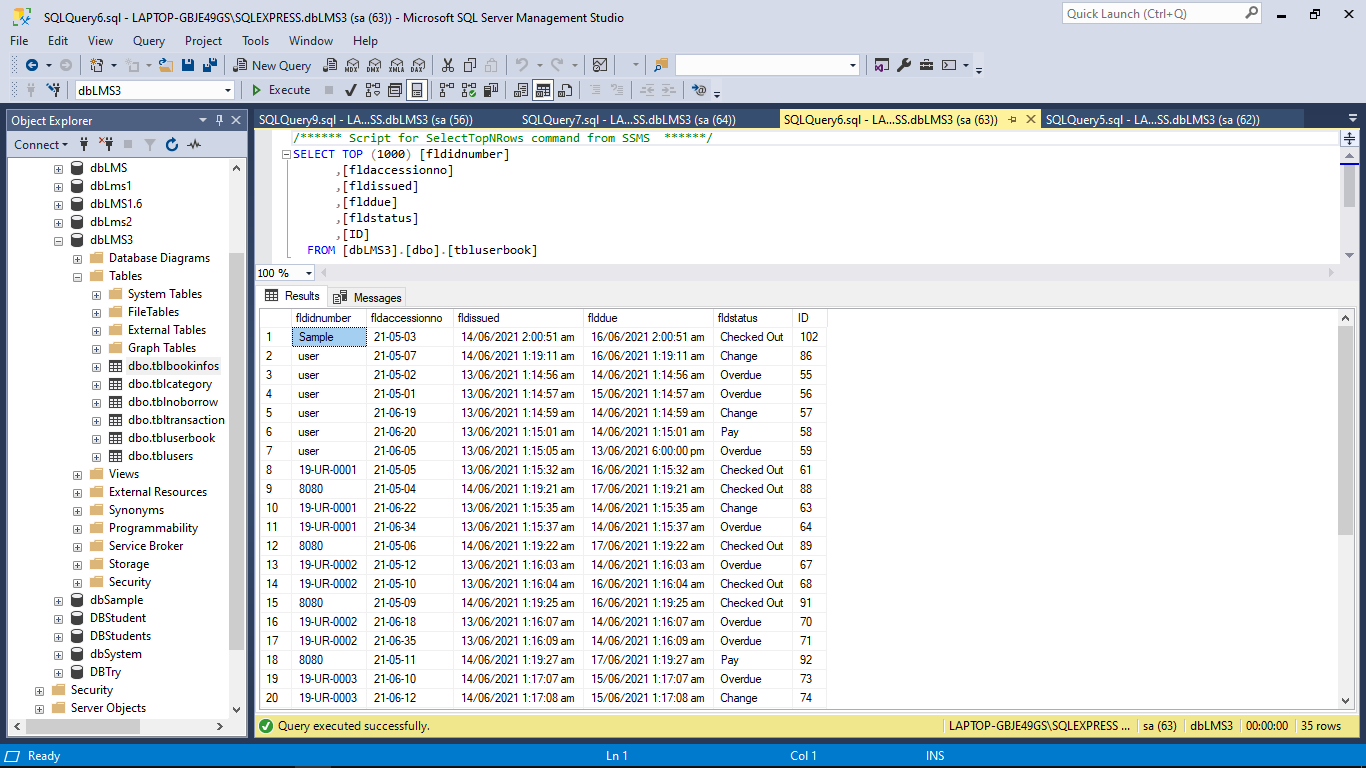 SQLQuery6.sql - LAPTOP-GBJE49GS\SQLEXPRESS.dbLMS3 (sa (63)) - Microsoft SQL Server Management Studio
Quick Launch (Ctrl+Q)
File Edit View Query Project Tools Window Help
New Query MDX DMX XMLA DAX
dbLMS3 Execute
Object Explorer
Connect
dbLMS
dbLms1
dbLMS1.6
dbLms2
dbLMS3
Database Diagrams
Tables
System Tables
FileTables
External Tables
Graph Tables
dbo.tblbookinfos
dbo.tblcategory
dbo.tblnoborrow
dbo.tbltransaction
dbo.tbluserbook
dbo.tblusers
Views
External Resources
Synonyms
Programmability
Service Broker
Storage
Security
dbSample
DBStudent
DBStudents
dbSystem
DBTry
Security
Server Objects
SQLQuery9.sql - LA...SS.dbLMS3 (sa (56)) SQLQuery7.sql - LA...SS.dbLMS3 (sa (64)) SQLQuery6.sql - LA...SS.dbLMS3 (sa (63)) SQLQuery5.sql - LA...SS.dbLMS3 (sa (62))
/****** Script for SelectTopNRows command from SSMS ******/
SELECT TOP (1000) [fldidnumber]
,[fldaccessionno]
,[fldissued]
,[flddue]
,[fldstatus]
,[ID]
FROM [dbLMS3].[dbo].[tbluserbook]
100 %
Results Messages
fldidnumber fldaccessionno fldissued flddue fldstatus ID
1 Sample 21-05-03 14/06/2021 2:00:51 am 16/06/2021 2:00:51 am Checked Out 102
2 user 21-05-07 14/06/2021 1:19:11 am 16/06/2021 1:19:11 am Change 86
3 user 21-05-02 13/06/2021 1:14:56 am 14/06/2021 1:14:56 am Overdue 55
4 user 21-05-01 13/06/2021 1:14:57 am 15/06/2021 1:14:57 am Overdue 56
5 user 21-06-19 13/06/2021 1:14:59 am 14/06/2021 1:14:59 am Change 57
6 user 21-06-20 13/06/2021 1:15:01 am 14/06/2021 1:15:01 am Pay 58
7 user 21-06-05 13/06/2021 1:15:05 am 13/06/2021 6:00:00 pm Overdue 59
8 19-UR-0001 21-05-05 13/06/2021 1:15:32 am 16/06/2021 1:15:32 am Checked Out 61
9 8080 21-05-04 14/06/2021 1:19:21 am 17/06/2021 1:19:21 am Checked Out 88
10 19-UR-0001 21-06-22 13/06/2021 1:15:35 am 14/06/2021 1:15:35 am Change 63
11 19-UR-0001 21-06-34 13/06/2021 1:15:37 am 14/06/2021 1:15:37 am Overdue 64
12 8080 21-05-06 14/06/2021 1:19:22 am 17/06/2021 1:19:22 am Checked Out 89
13 19-UR-0002 21-05-12 13/06/2021 1:16:03 am 14/06/2021 1:16:03 am Overdue 67
14 19-UR-0002 21-05-10 13/06/2021 1:16:04 am 16/06/2021 1:16:04 am Checked Out 68
15 8080 21-05-09 14/06/2021 1:19:25 am 16/06/2021 1:19:25 am Checked Out 91
16 19-UR-0002 21-06-18 13/06/2021 1:16:07 am 14/06/2021 1:16:07 am Overdue 70
17 19-UR-0002 21-06-35 13/06/2021 1:16:09 am 14/06/2021 1:16:09 am Overdue 71
18 8080 21-05-11 14/06/2021 1:19:27 am 17/06/2021 1:19:27 am Pay 92
19 19-UR-0003 21-06-10 14/06/2021 1:17:07 am 15/06/2021 1:17:07 am Overdue 73
20 19-UR-0003 21-06-12 14/06/2021 1:17:08 am 15/06/2021 1:17:08 am Change 74
Query executed successfully. LAPTOP-GBJE49GS\SQLEXPRESS ... sa (63) dbLMS3 00:00:00 35 rows
Ready Ln 1 Col 1 INS